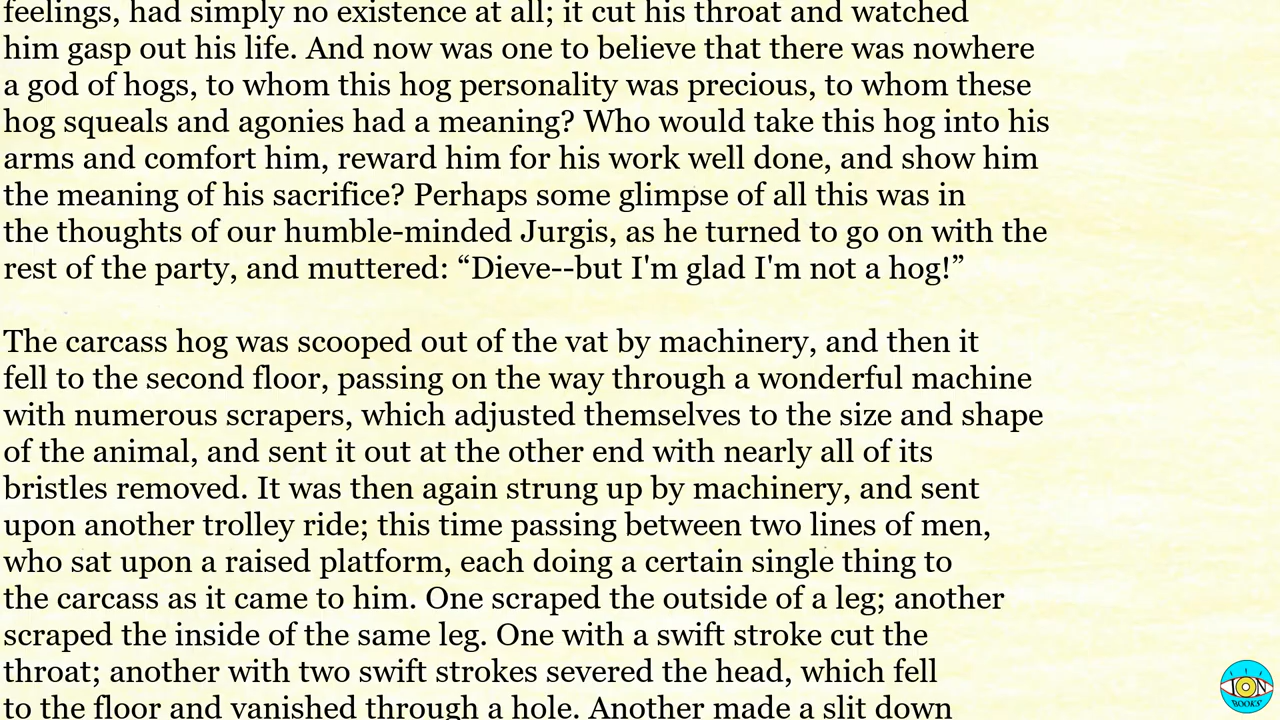 feelings, had simply no existence at all; it cut his throat and watched
him gasp out his life. And now was one to believe that there was nowhere
a god of hogs, to whom this hog personality was precious, to whom these
hog squeals and agonies had a meaning? Who would take this hog into his
arms and comfort him, reward him for his work well done, and show him
the meaning of his sacrifice? Perhaps some glimpse of all this was in
the thoughts of our humble-minded Jurgis, as he turned to go on with the
rest of the party, and muttered: “Dieve--but I'm glad I'm not a hog!”
The carcass hog was scooped out of the vat by machinery, and then it
fell to the second floor, passing on the way through a wonderful machine
with numerous scrapers, which adjusted themselves to the size and shape
of the animal, and sent it out at the other end with nearly all of its
bristles removed. It was then again strung up by machinery, and sent
upon another trolley ride; this time passing between two lines of men,
who sat upon a raised platform, each doing a certain single thing to
the carcass as it came to him. One scraped the outside of a leg; another
scraped the inside of the same leg. One with a swift stroke cut the
throat; another with two swift strokes severed the head, which fell
to the floor and vanished through a hole. Another made a slit down
ION
BOOKS